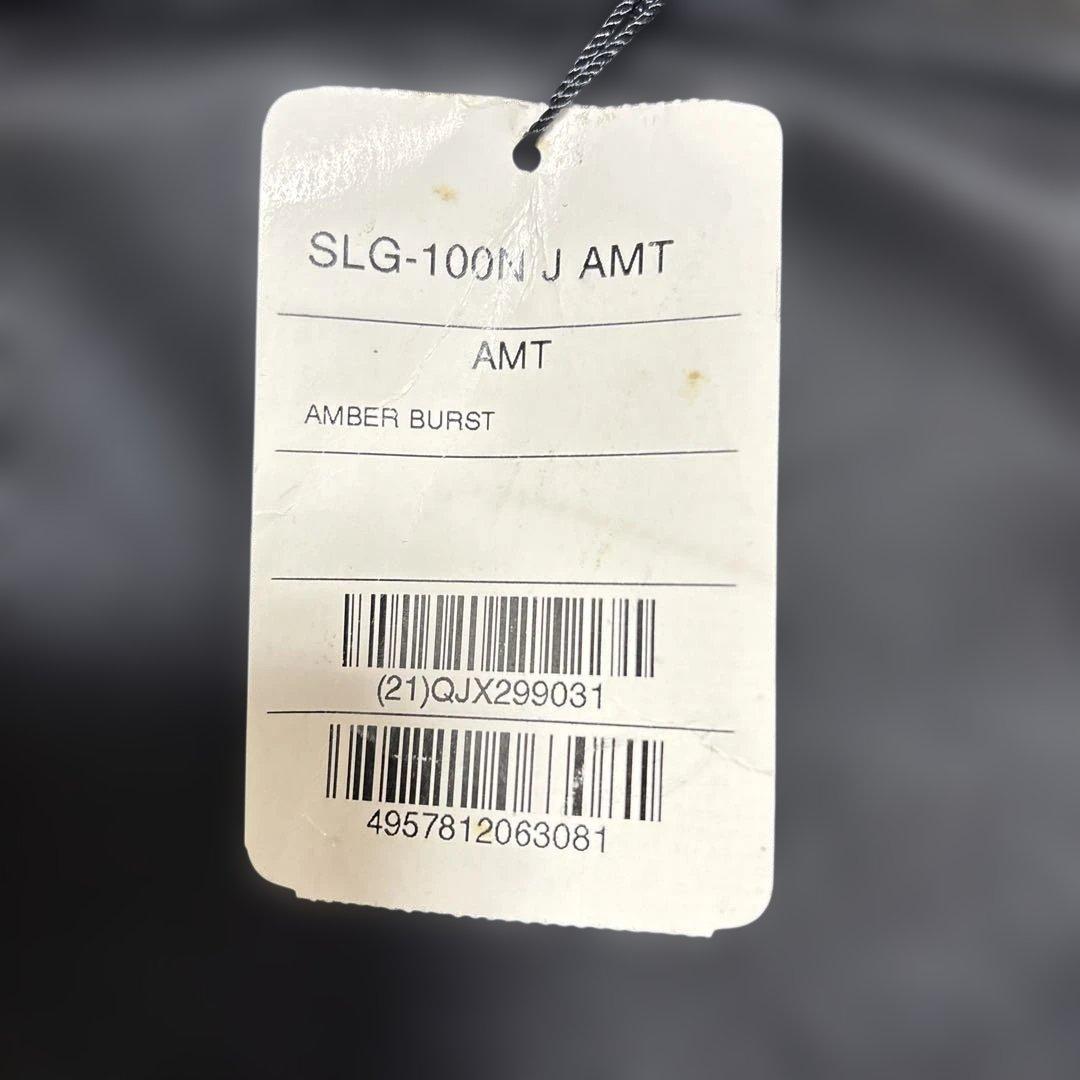 SLG-100N J AMT
AMT
AMBER BURST
(21)QJX299031
4957812063081